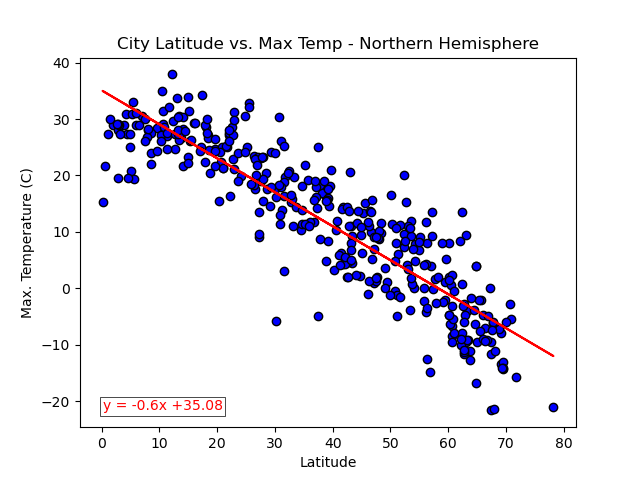 City Latitude vs. Max Temp - Northern Hemisphere
Max. Temperature (C)
40
30
20
10
0
−10
−20
y = -0.6x +35.08
0 10 20 30 40 50 60 70 80
Latitude